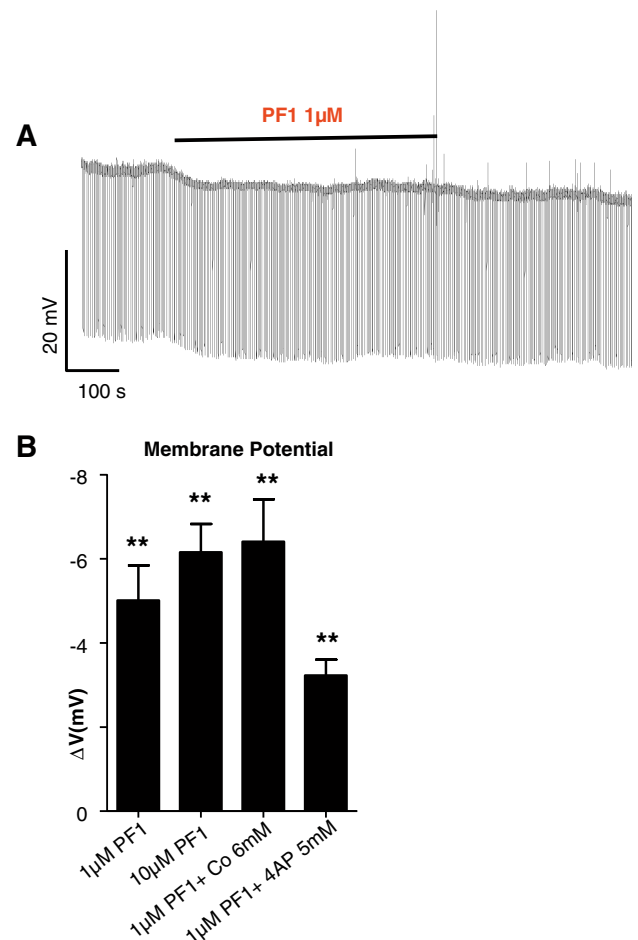 PF1 1µM
A
20 mV
100 s
B
Membrane Potential
-8
-6
-4
0
ΔV(mV)
**
**
**
**
1µM PF1
10µM PF1
1µM PF1+ Co 6mM
1µM PF1+ 4AP 5mM